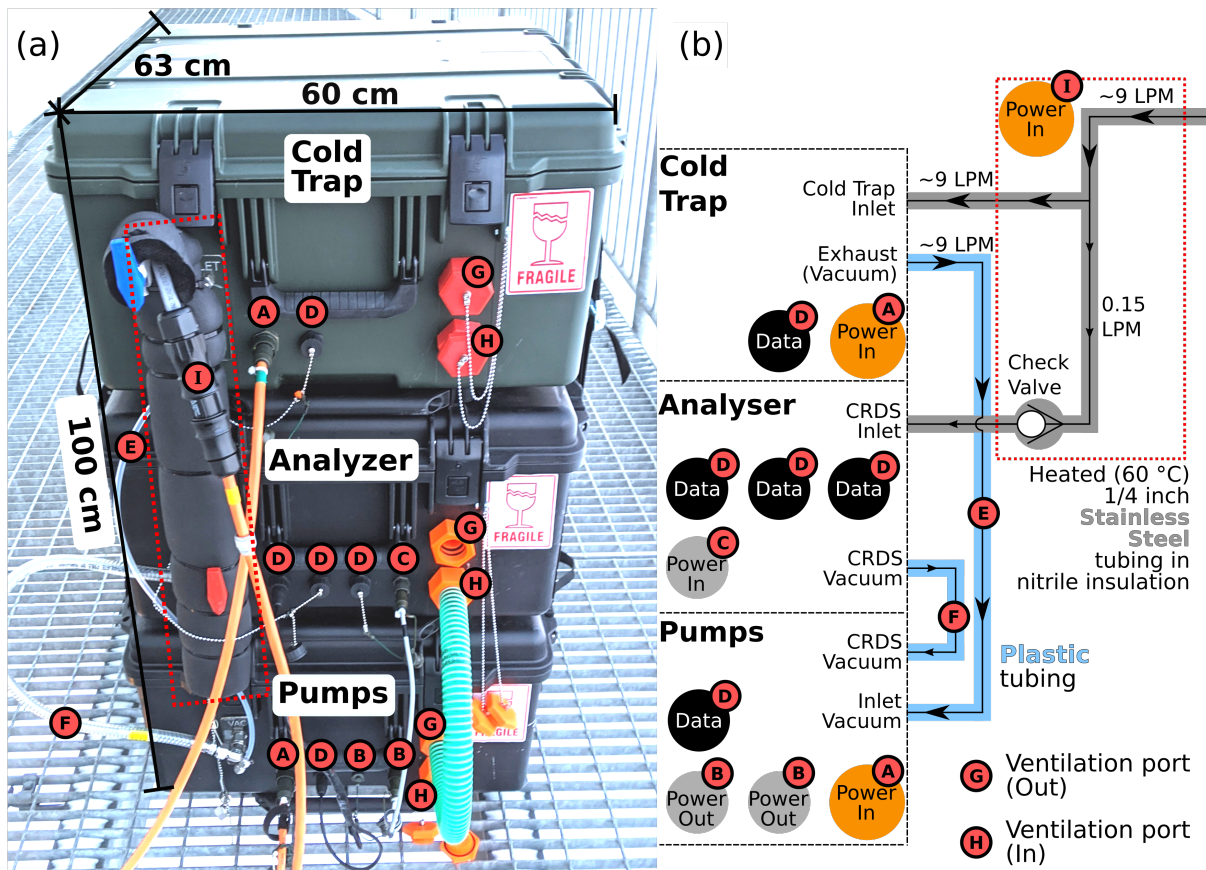 (a)
63 cm
60 cm
Cold
Trap
FRAGILE
G
H
A
D
I
E
100 cm
Analyzer
G
H
D
D
D
C
Pumps
F
VAC
A
D
B
B
G
H
(b)
I
Power
In
~9 LPM
Cold
Trap
Cold Trap
Inlet
~9 LPM
Exhaust
(Vacuum)
~9 LPM
D
Data
A
Power
In
0.15
LPM
Check
Valve
Analyser
CRDS
Inlet
D
Data
D
Data
D
Data
C
Power
In
CRDS
Vacuum
E
F
Heated (60 °C)
1/4 inch
Stainless
Steel
tubing in
nitrile insulation
Pumps
CRDS
Vacuum
Inlet
Vacuum
D
Data
B
Power
Out
B
Power
Out
A
Power
In
Plastic
tubing
G
Ventilation port
(Out)
H
Ventilation port
(In)